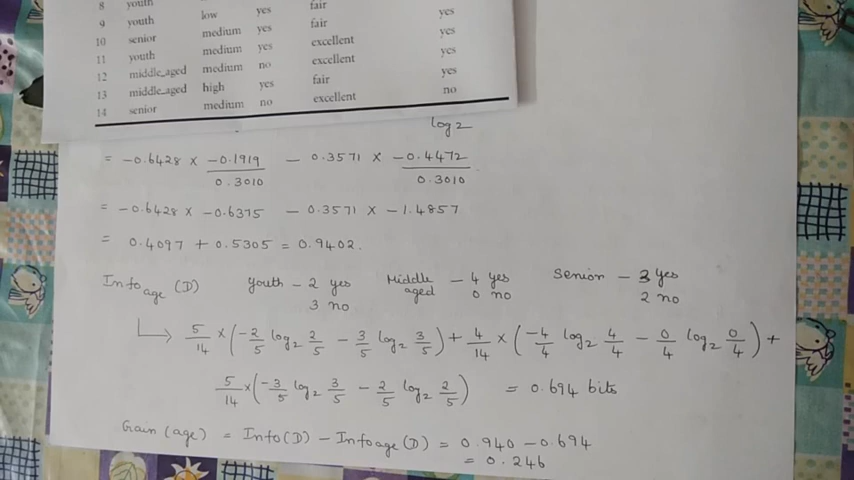 8 youth yes fair
9 youth low yes fair yes
10 senior medium yes excellent yes
11 youth medium yes excellent yes
12 middle_aged medium no fair yes
13 middle_aged high yes excellent no
14 senior medium no
log 2
= -0.6428 × -0.1919/0.3010 - 0.3571 × -0.4472/0.3010
= -0.6428 × -0.6375 - 0.3571 × -1.4857
= 0.4097 + 0.5305 = 0.9402.
Info age (D) youth - 2 yes Middle aged - 4 yes Senior - 3 yes
3 no 0 no 2 no
↳ 5/14 × (-2/5 log2 2/5 - 3/5 log2 3/5) + 4/14 × (-4/4 log2 4/4 - 0/4 log2 0/4) +
5/14 × (-3/5 log2 3/5 - 2/5 log2 2/5) = 0.694 bits
Gain (age) = Info (D) - Info age (D) = 0.940 - 0.694
= 0.246